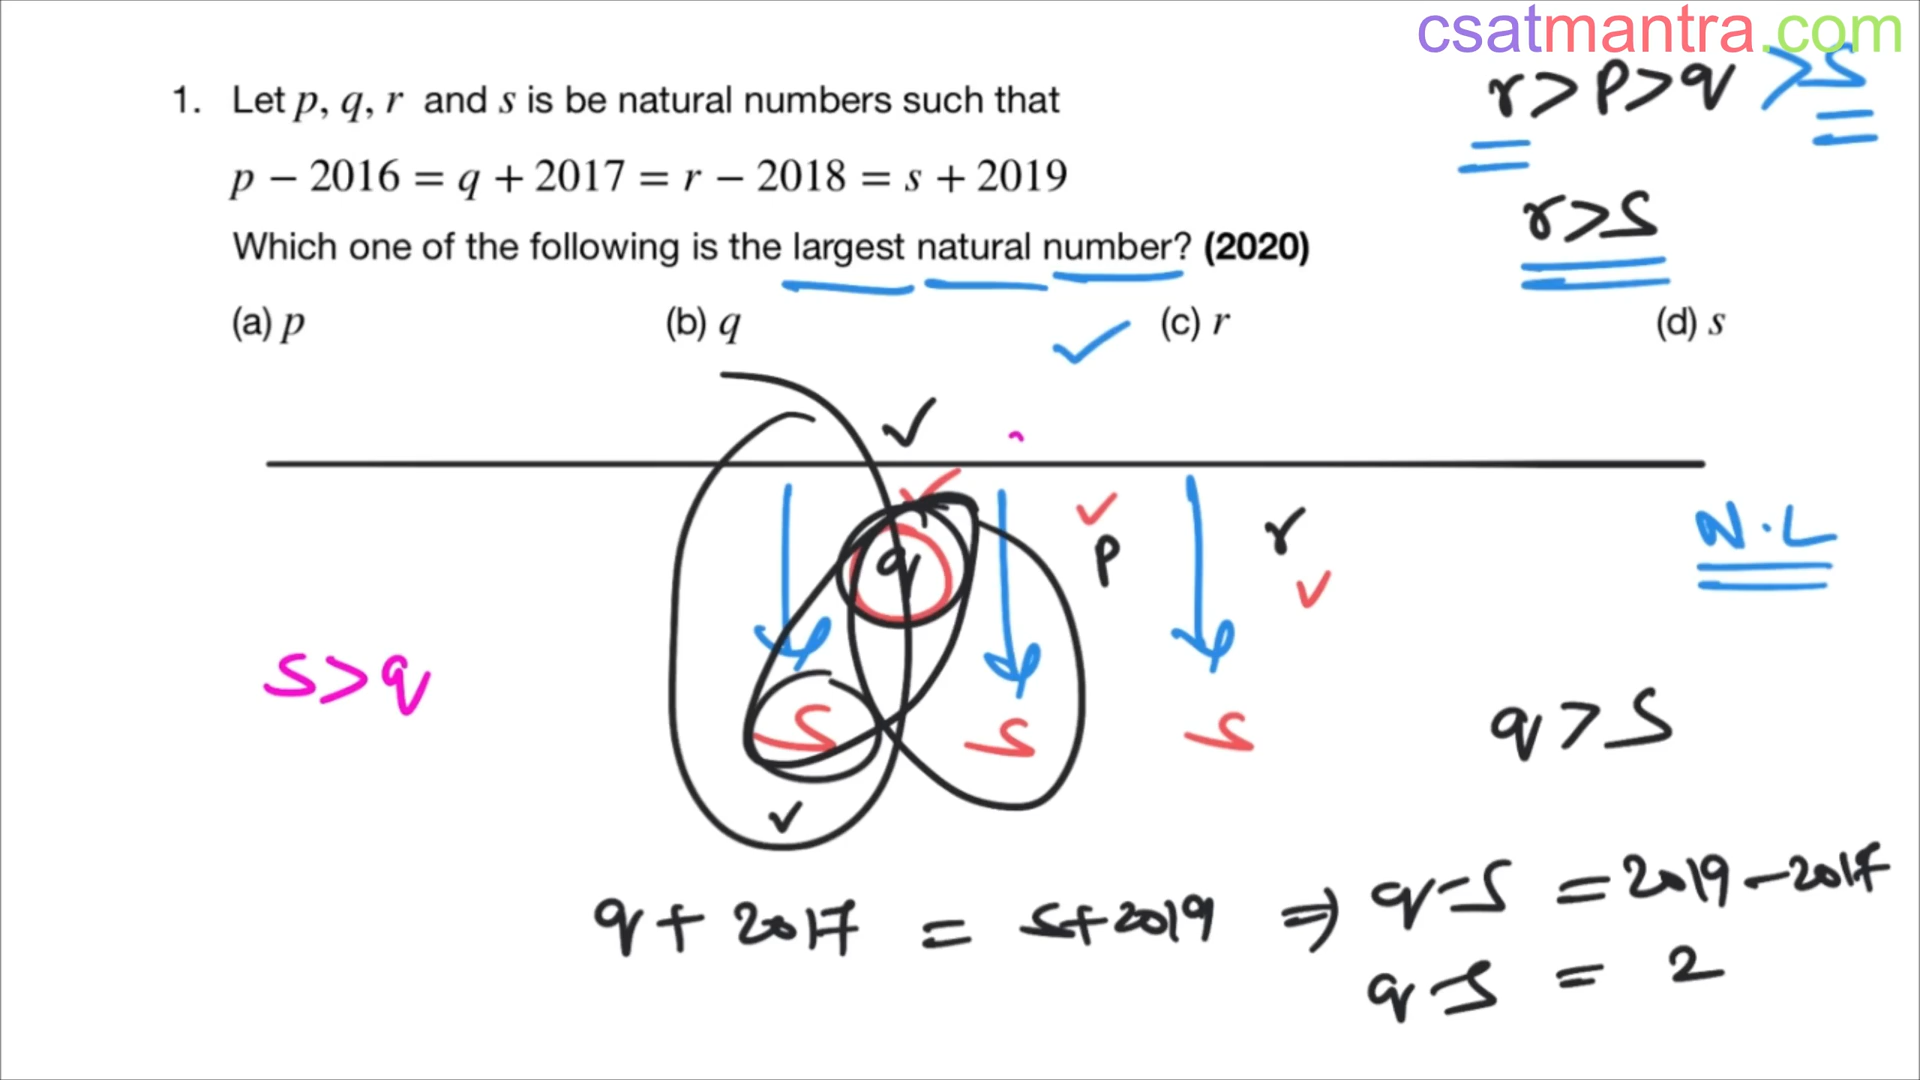 csatmantra.com
r > p > q > s
1. Let p, q, r and s is be natural numbers such that
p − 2016 = q + 2017 = r − 2018 = s + 2019
r > s
Which one of the following is the largest natural number? (2020)
(a) p (b) q (c) r (d) s
q p r N.L
s > q
s s s
q > s
q + 2017 = s + 2019 ⇒ q − s = 2019 − 2017
q − s = 2